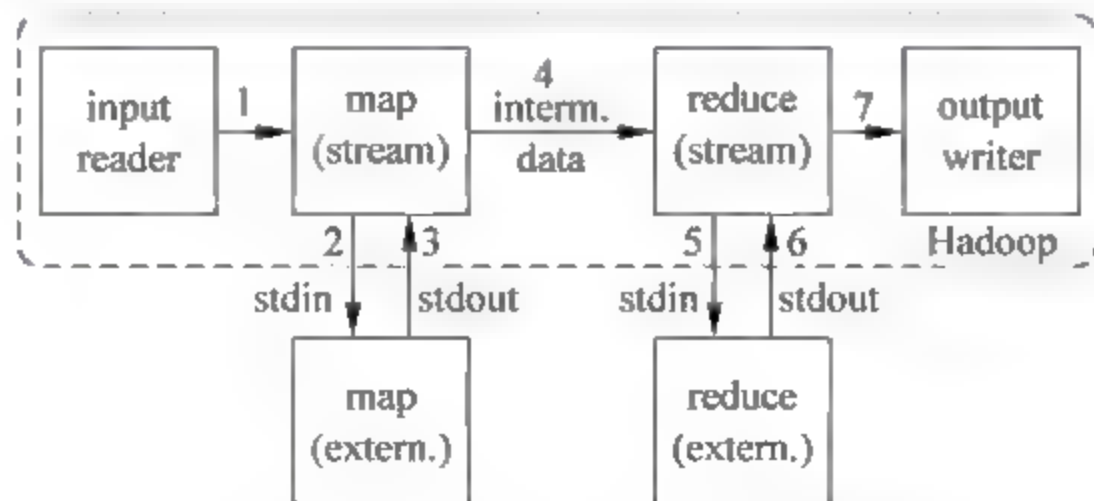 input
reader
1
map
(stream)
4
interm.
data
reduce
(stream)
7
output
writer
2
3
5
6
Hadoop
stdin
stdout
stdin
stdout
map
(extern.)
reduce
(extern.)